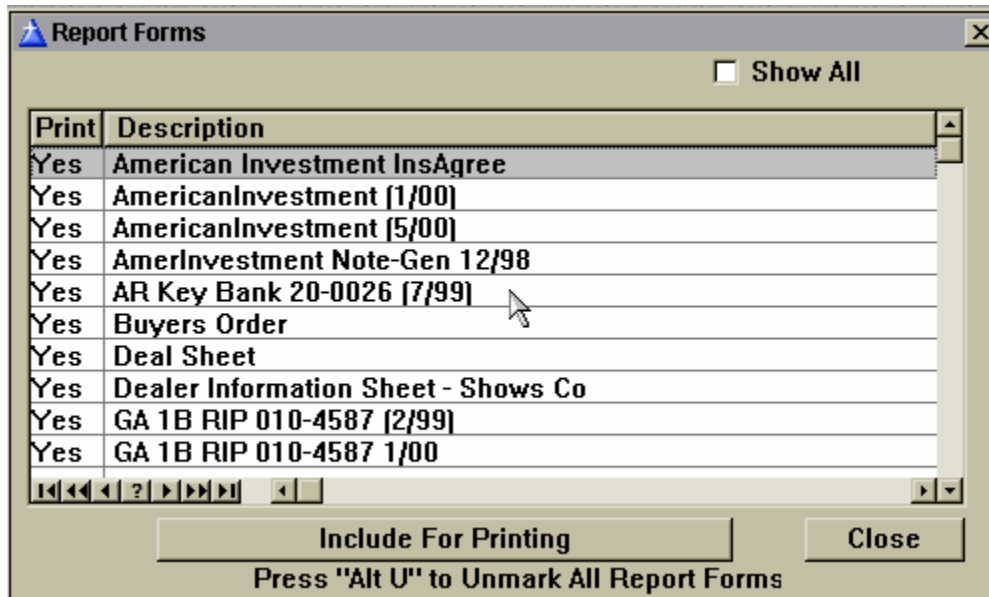 Report Forms
Show All
Print Description
Yes American Investment InsAgree
Yes AmericanInvestment (1/00)
Yes AmericanInvestment (5/00)
Yes AmerInvestment Note-Gen 12/98
Yes AR Key Bank 20-0026 (7/99)
Yes Buyers Order
Yes Deal Sheet
Yes Dealer Information Sheet - Shows Co
Yes GA 1B RIP 010-4587 (2/99)
Yes GA 1B RIP 010-4587 1/00
?
Include For Printing Close
Press "Alt U" to Unmark All Report Forms